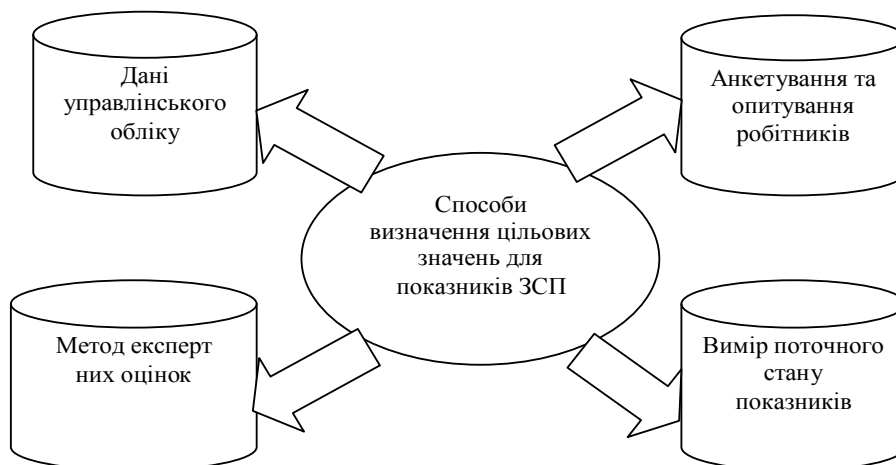 Дані
управлінського
обліку
Анкетування та
опитування
робітників
Способи
визначення цільових
значень для
показників ЗСП
Метод експерт
них оцінок
Вимір поточного
стану
показників